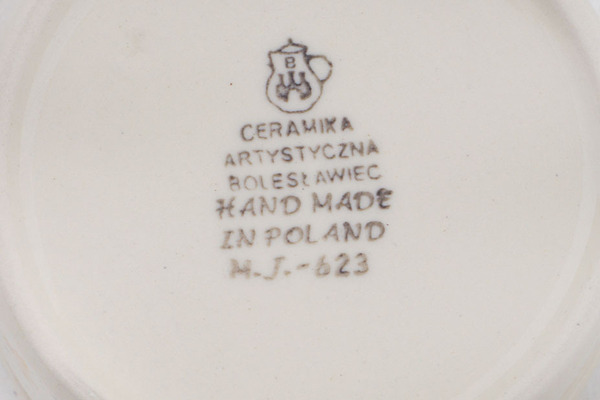 B
CERAMIKA
ARTYSTYCZNA
BOLESŁAWIEC
HAND MADE
IN POLAND
M.J.-623